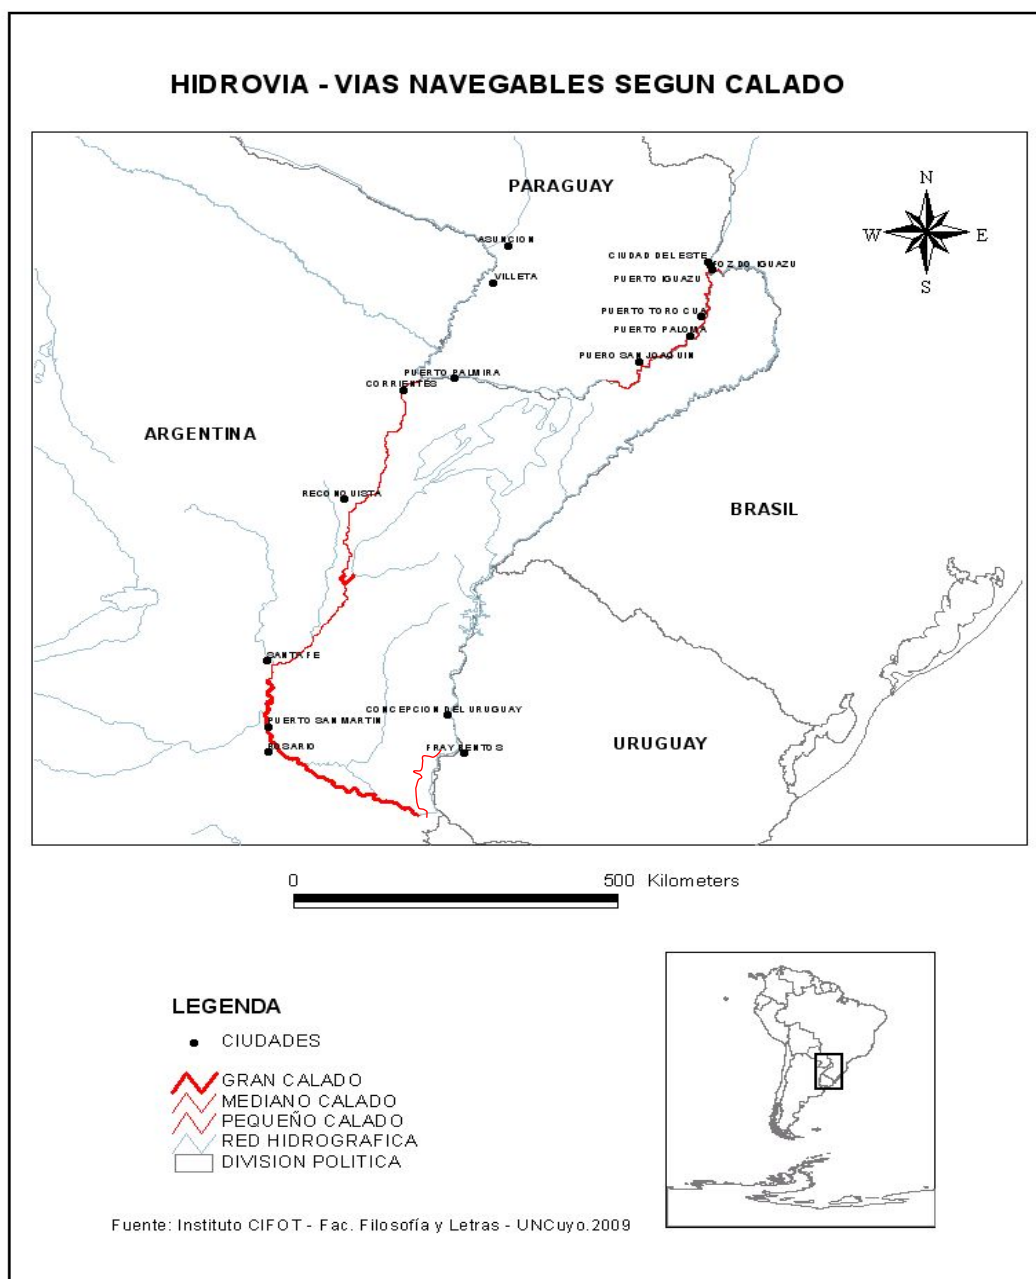 HIDROVIA - VIAS NAVEGABLES SEGUN CALADO
PARAGUAY
N
W
E
S
ASUNCION
CIUDAD DEL ESTE
FOZ DO IGUAZU
VILLETA
PUERTO IGUAZU
PUERTO TORO CUA
PUERTO PALOMA
PUERO SAN JOAQUIN
PUERTO PALMIRA
CORRIENTES
ARGENTINA
RECONQUISTA
BRASIL
SANTA FE
CONCEPCION DEL URUGUAY
PUERTO SAN MARTIN
ROSARIO
FRAY BENTOS
URUGUAY
0 500 Kilometers
LEGENDA
CIUDADES
GRAN CALADO
MEDIANO CALADO
PEQUEÑO CALADO
RED HIDROGRAFICA
DIVISION POLITICA
Fuente: Instituto CIFOT - Fac. Filosofía y Letras - UNCuyo.2009